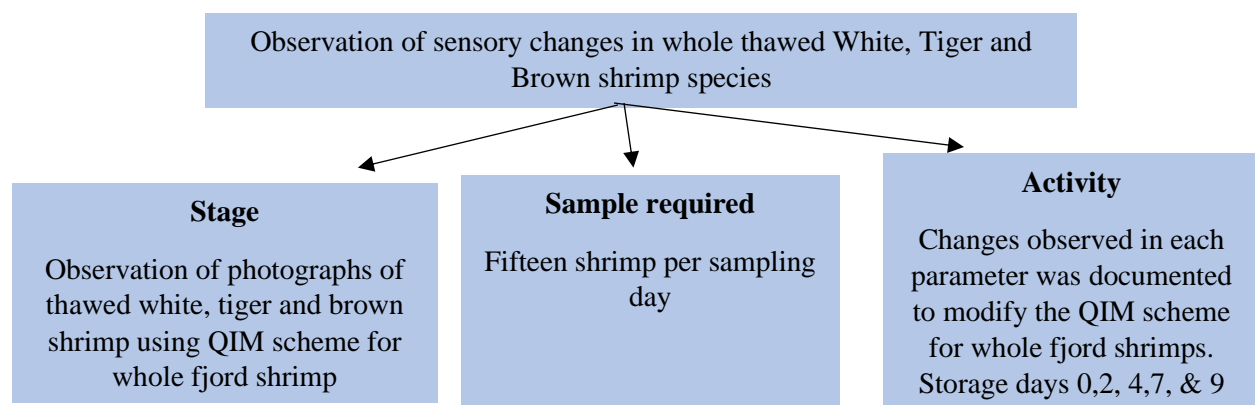 Observation of sensory changes in whole thawed White, Tiger and
Brown shrimp species
Stage
Observation of photographs of
thawed white, tiger and brown
shrimp using QIM scheme for
whole fjord shrimp
Sample required
Fifteen shrimp per sampling
day
Activity
Changes observed in each
parameter was documented
to modify the QIM scheme
for whole fjord shrimps.
Storage days 0,2, 4,7, & 9